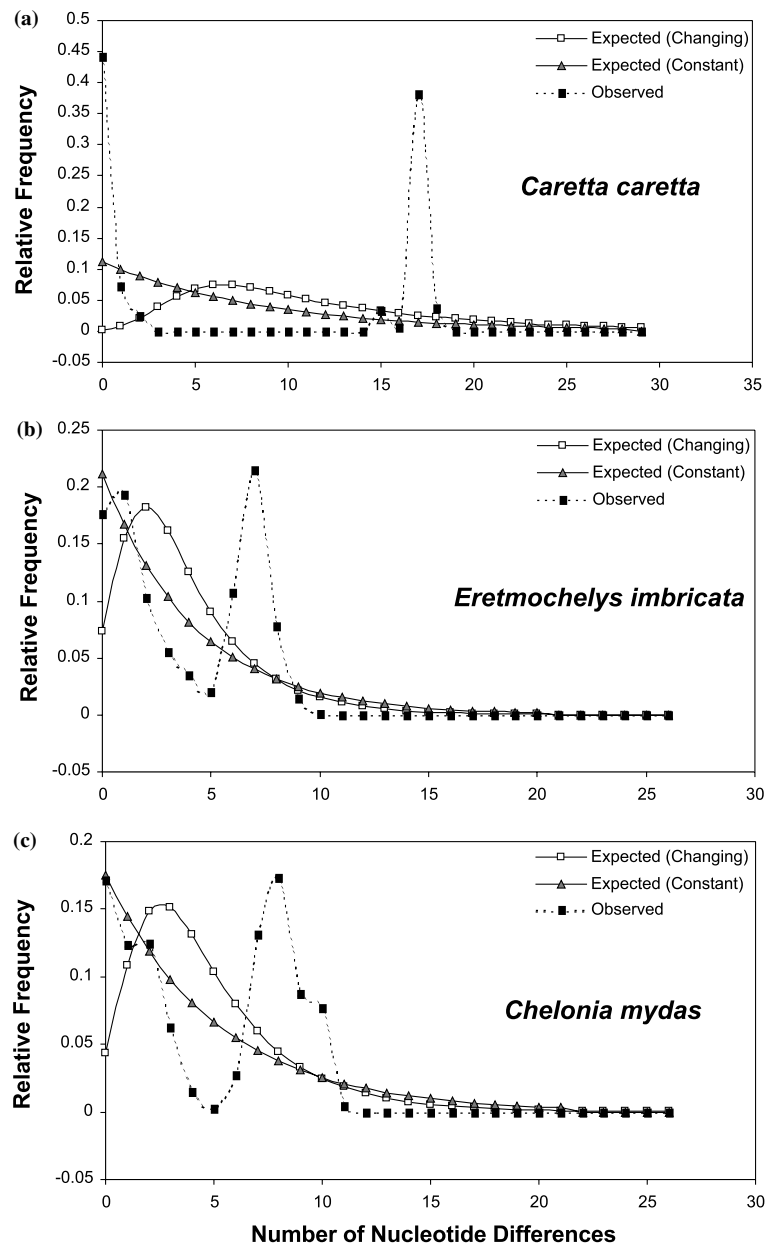 (a)
0.5
0.45
0.4
0.35
0.3
0.25
0.2
0.15
0.1
0.05
0
-0.05
Relative Frequency
Expected (Changing)
Expected (Constant)
Observed
Caretta caretta
0 5 10 15 20 25 30 35
(b)
0.25
0.2
0.15
0.1
0.05
0
-0.05
Relative Frequency
Expected (Changing)
Expected (Constant)
Observed
Eretmochelys imbricata
0 5 10 15 20 25 30
(c)
0.2
0.15
0.1
0.05
0
-0.05
Relative Frequency
Expected (Changing)
Expected (Constant)
Observed
Chelonia mydas
0 5 10 15 20 25 30
Number of Nucleotide Differences